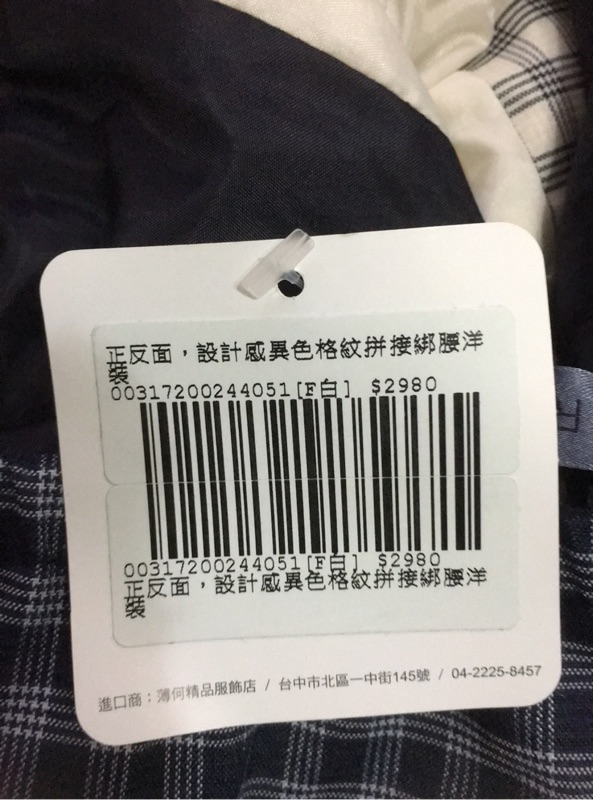 正反面，設計感異色格紋拼接綁腰洋
裝
00317200244051[F白] $2980
00317200244051[F白] $2980
正反面，設計感異色格紋拼接綁腰洋
裝
進口商：薄何精品服飾店 / 台中市北區一中街145號 / 04-2225-8457